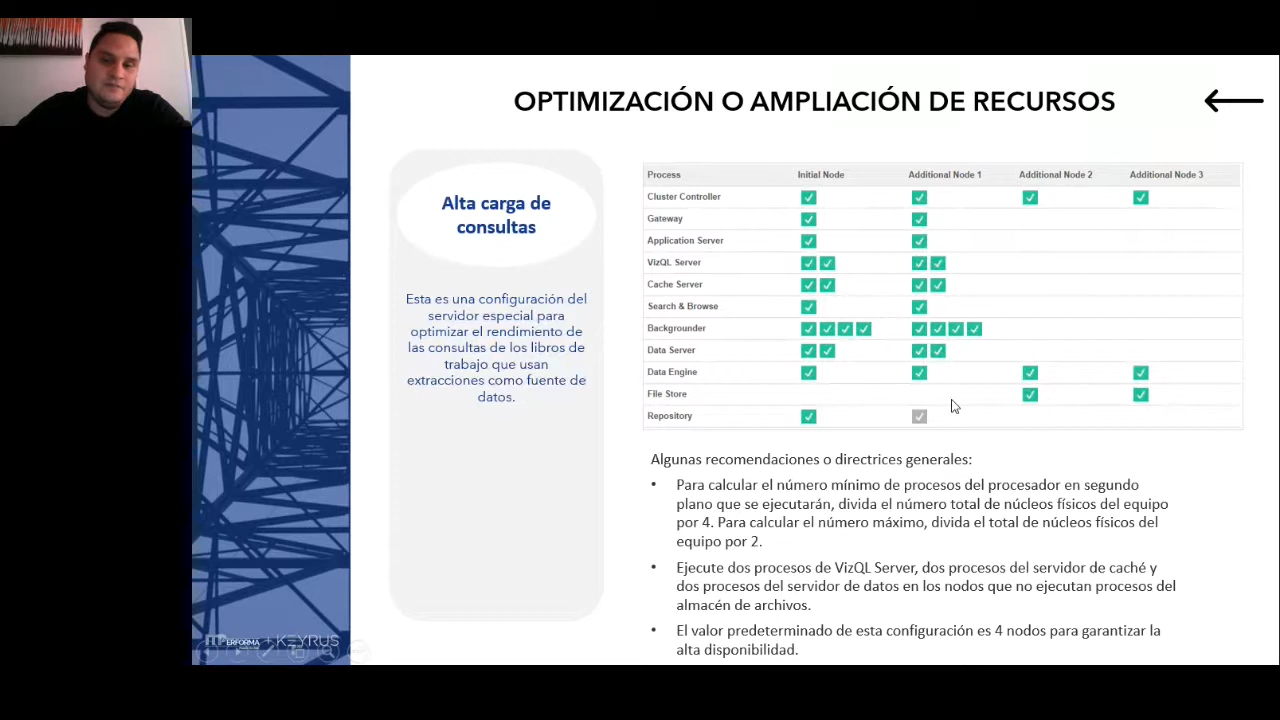 OPTIMIZACIÓN O AMPLIACIÓN DE RECURSOS
Alta carga de
consultas
Esta es una configuración del
servidor especial para
optimizar el rendimiento de
las consultas de los libros de
trabajo que usan
extracciones como fuente de
datos.
Process Initial Node Additional Node 1 Additional Node 2 Additional Node 3
Cluster Controller
Gateway
Application Server
VizQL Server
Cache Server
Search & Browse
Backgrounder
Data Server
Data Engine
File Store
Repository
Algunas recomendaciones o directrices generales:
• Para calcular el número mínimo de procesos del procesador en segundo
plano que se ejecutarán, divida el número total de núcleos físicos del equipo
por 4. Para calcular el número máximo, divida el total de núcleos físicos del
equipo por 2.
• Ejecute dos procesos de VizQL Server, dos procesos del servidor de caché y
dos procesos del servidor de datos en los nodos que no ejecutan procesos del
almacén de archivos.
• El valor predeterminado de esta configuración es 4 nodos para garantizar la
alta disponibilidad.
ERFORMA + KEYRUS